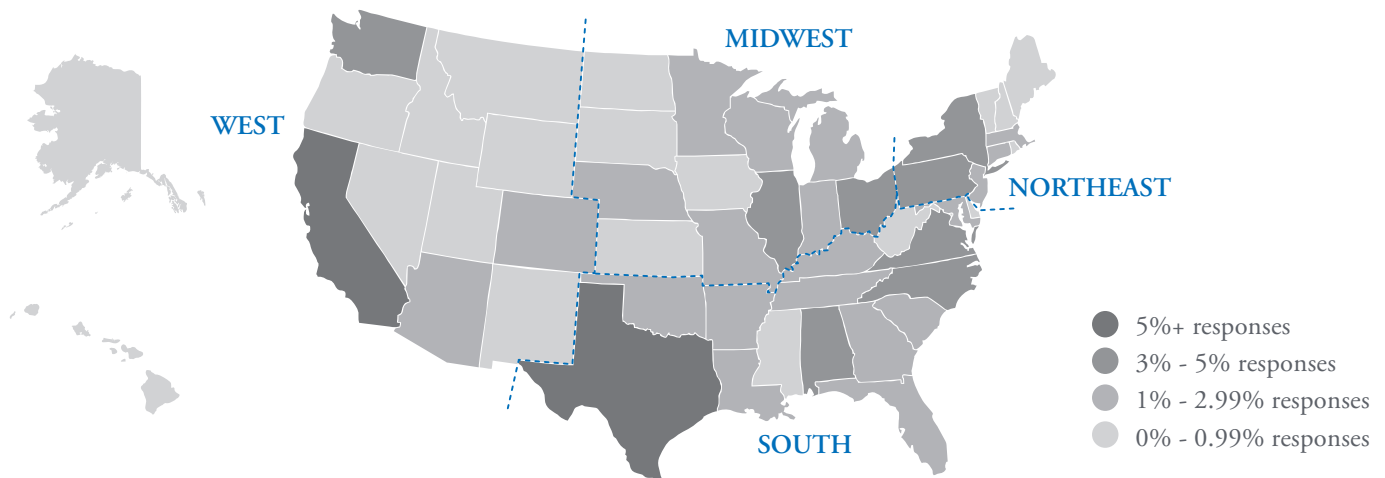 MIDWEST
WEST
NORTHEAST
SOUTH
5%+ responses
3% - 5% responses
1% - 2.99% responses
0% - 0.99% responses